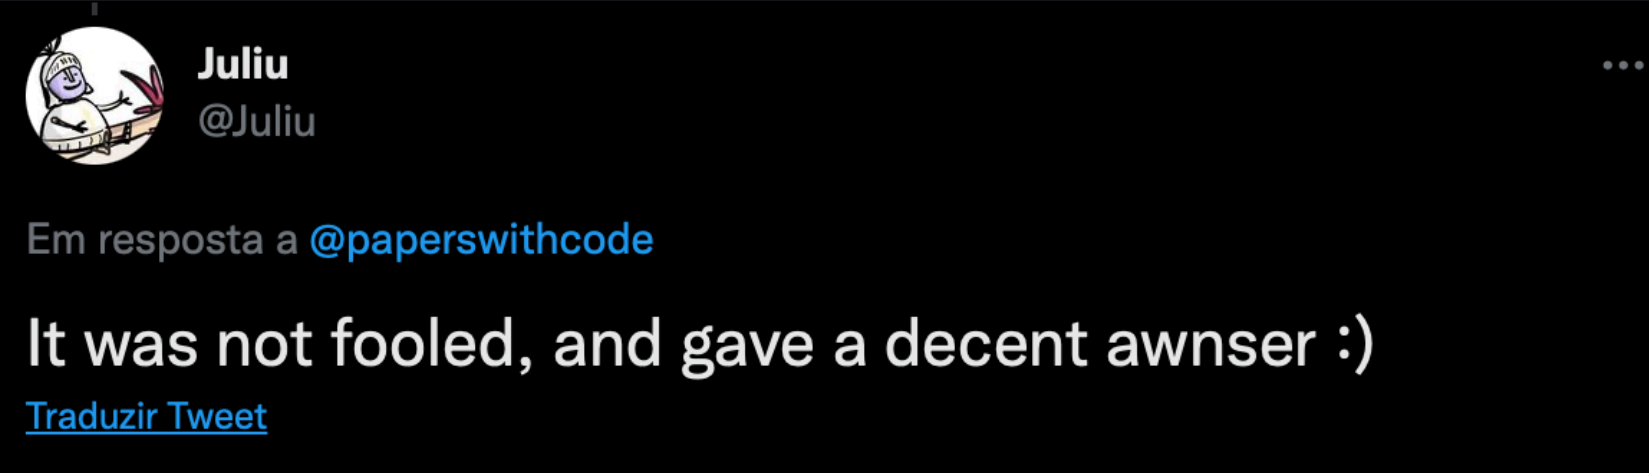 Juliu
@Juliu
Em resposta a @paperswithcode
It was not fooled, and gave a decent awnser :)
Traduzir Tweet